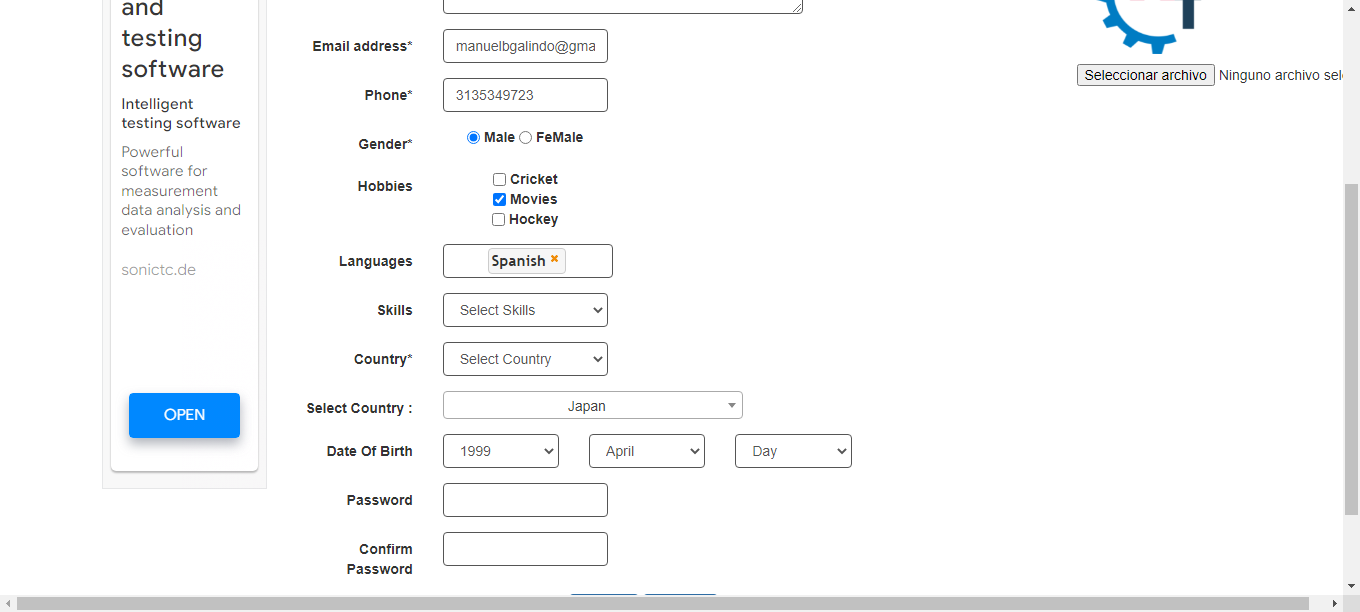 and
testing
software
Intelligent
testing software
Powerful
software for
measurement
data analysis and
evaluation
sonictc.de
OPEN
Email address*
manuelbgalindo@gma
Phone*
3135349723
Gender*
Male FeMale
Hobbies
Cricket
Movies
Hockey
Languages
Spanish
Skills
Select Skills
Country*
Select Country
Select Country :
Japan
Date Of Birth
1999 April Day
Password
Confirm
Password
Seleccionar archivo Ninguno archivo sel